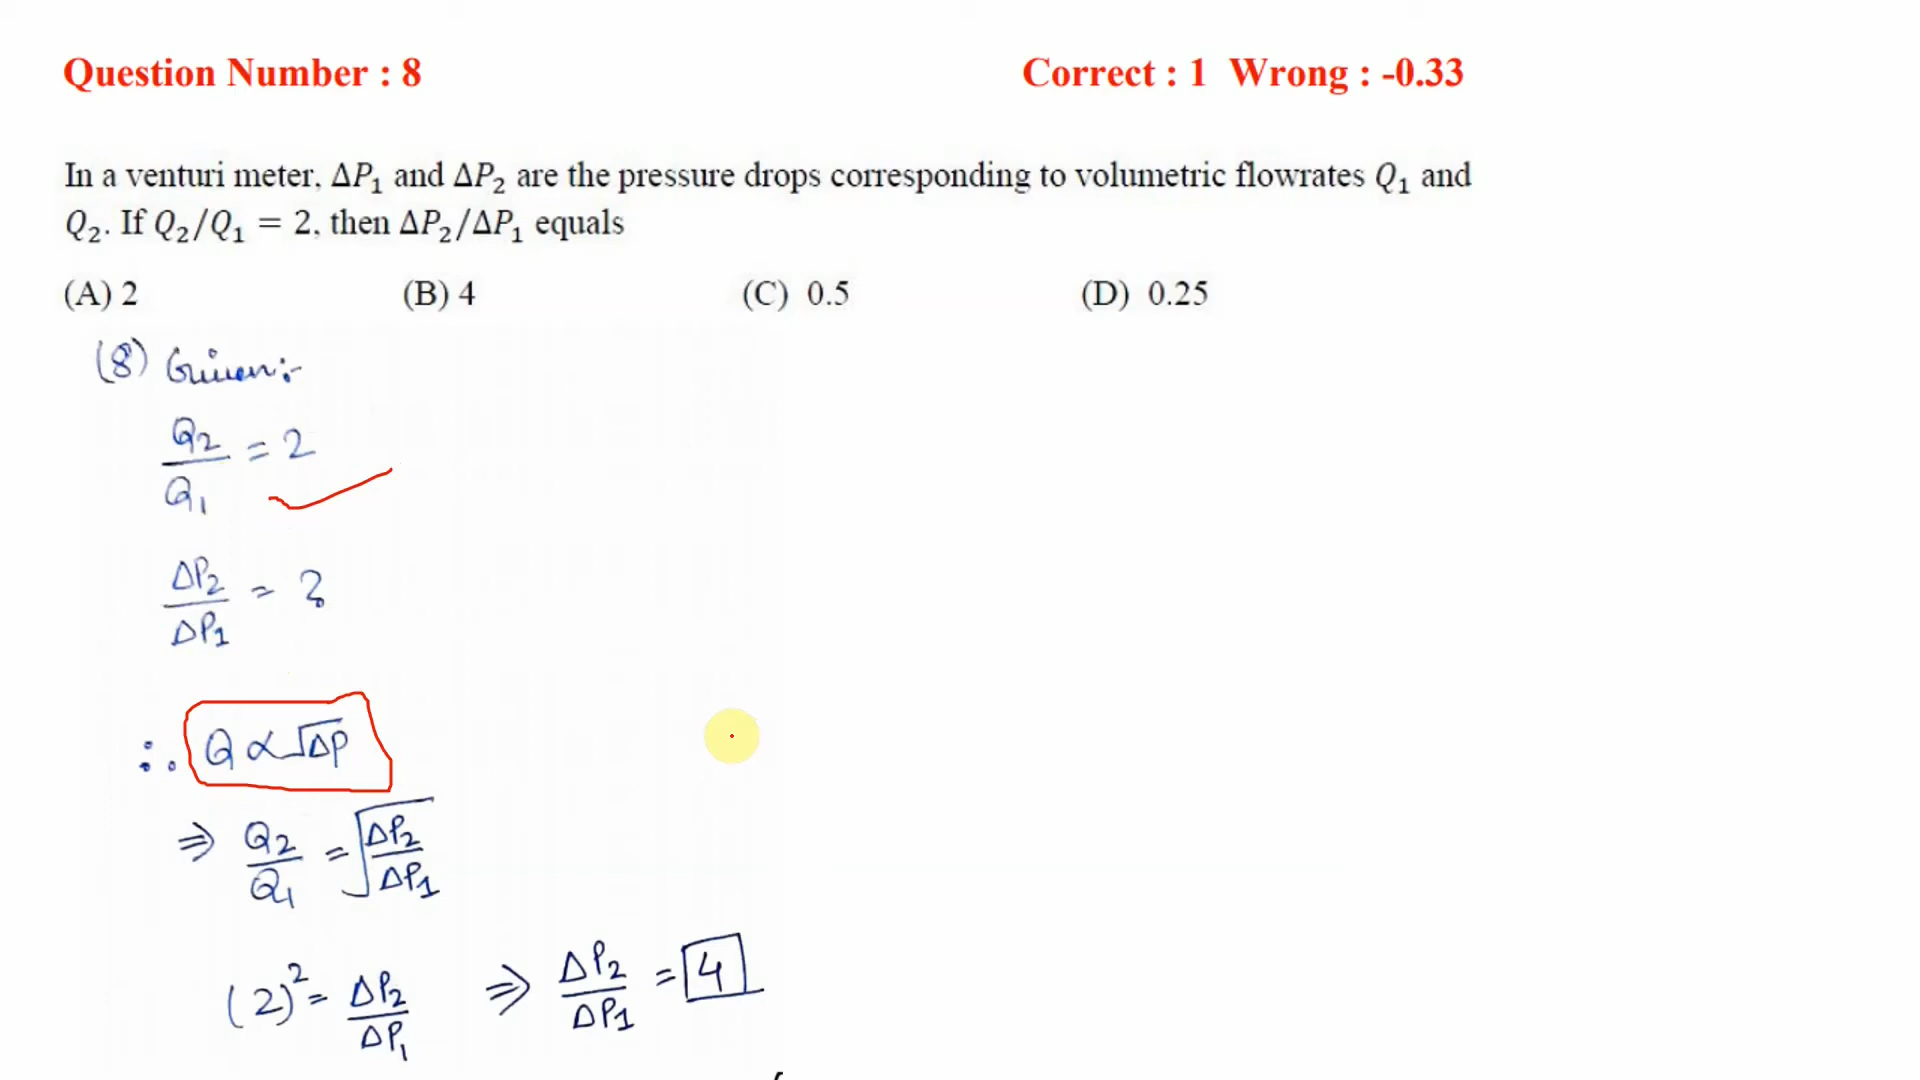 Question Number : 8 Correct : 1 Wrong : -0.33
In a venturi meter, ΔP₁ and ΔP₂ are the pressure drops corresponding to volumetric flowrates Q₁ and
Q₂. If Q₂/Q₁ = 2, then ΔP₂/ΔP₁ equals
(A) 2 (B) 4 (C) 0.5 (D) 0.25
(8) Given:-
Q₂/Q₁ = 2
ΔP₂/ΔP₁ = ?
∴ Q ∝ √ΔP
⇒ Q₂/Q₁ = √(ΔP₂/ΔP₁)
(2)² = ΔP₂/ΔP₁ ⇒ ΔP₂/ΔP₁ = 4